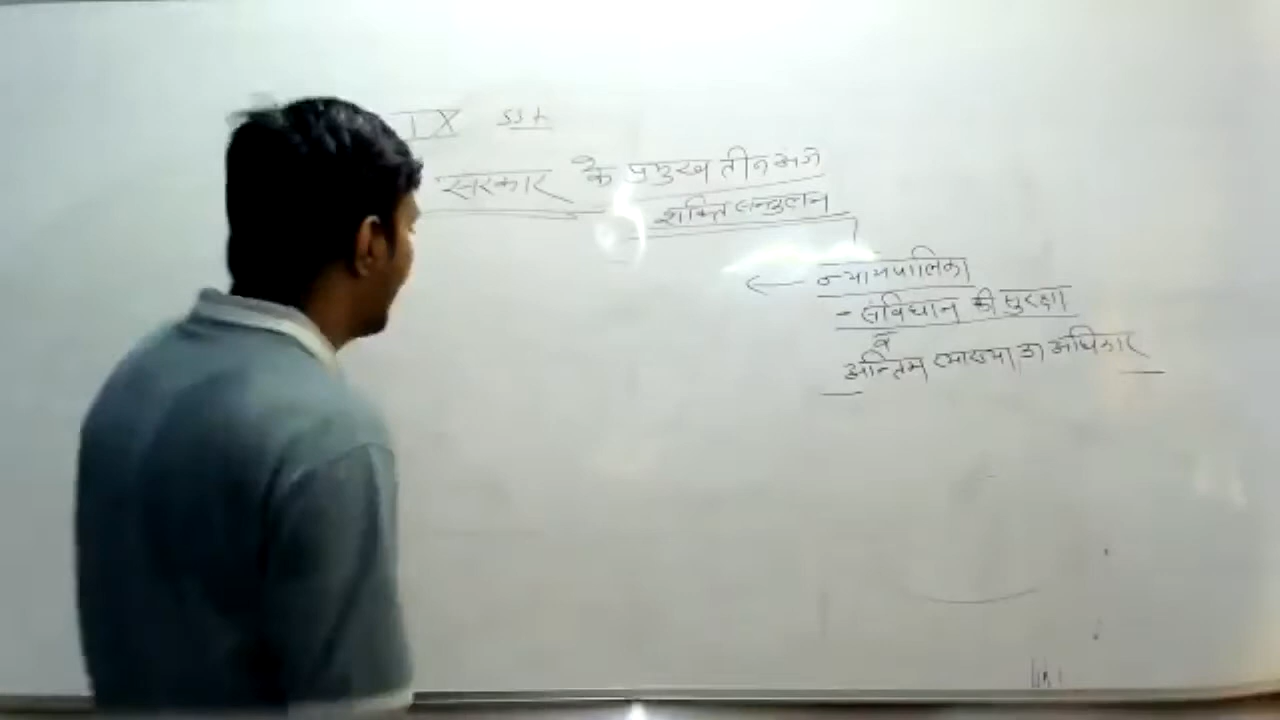 IX SST
सरकार के प्रमुख तीन अंगो
शक्ति सन्तुलन
न्यायपालिका
- संविधान की सुरक्षा
व
अन्तिम व्याख्या का अधिकार